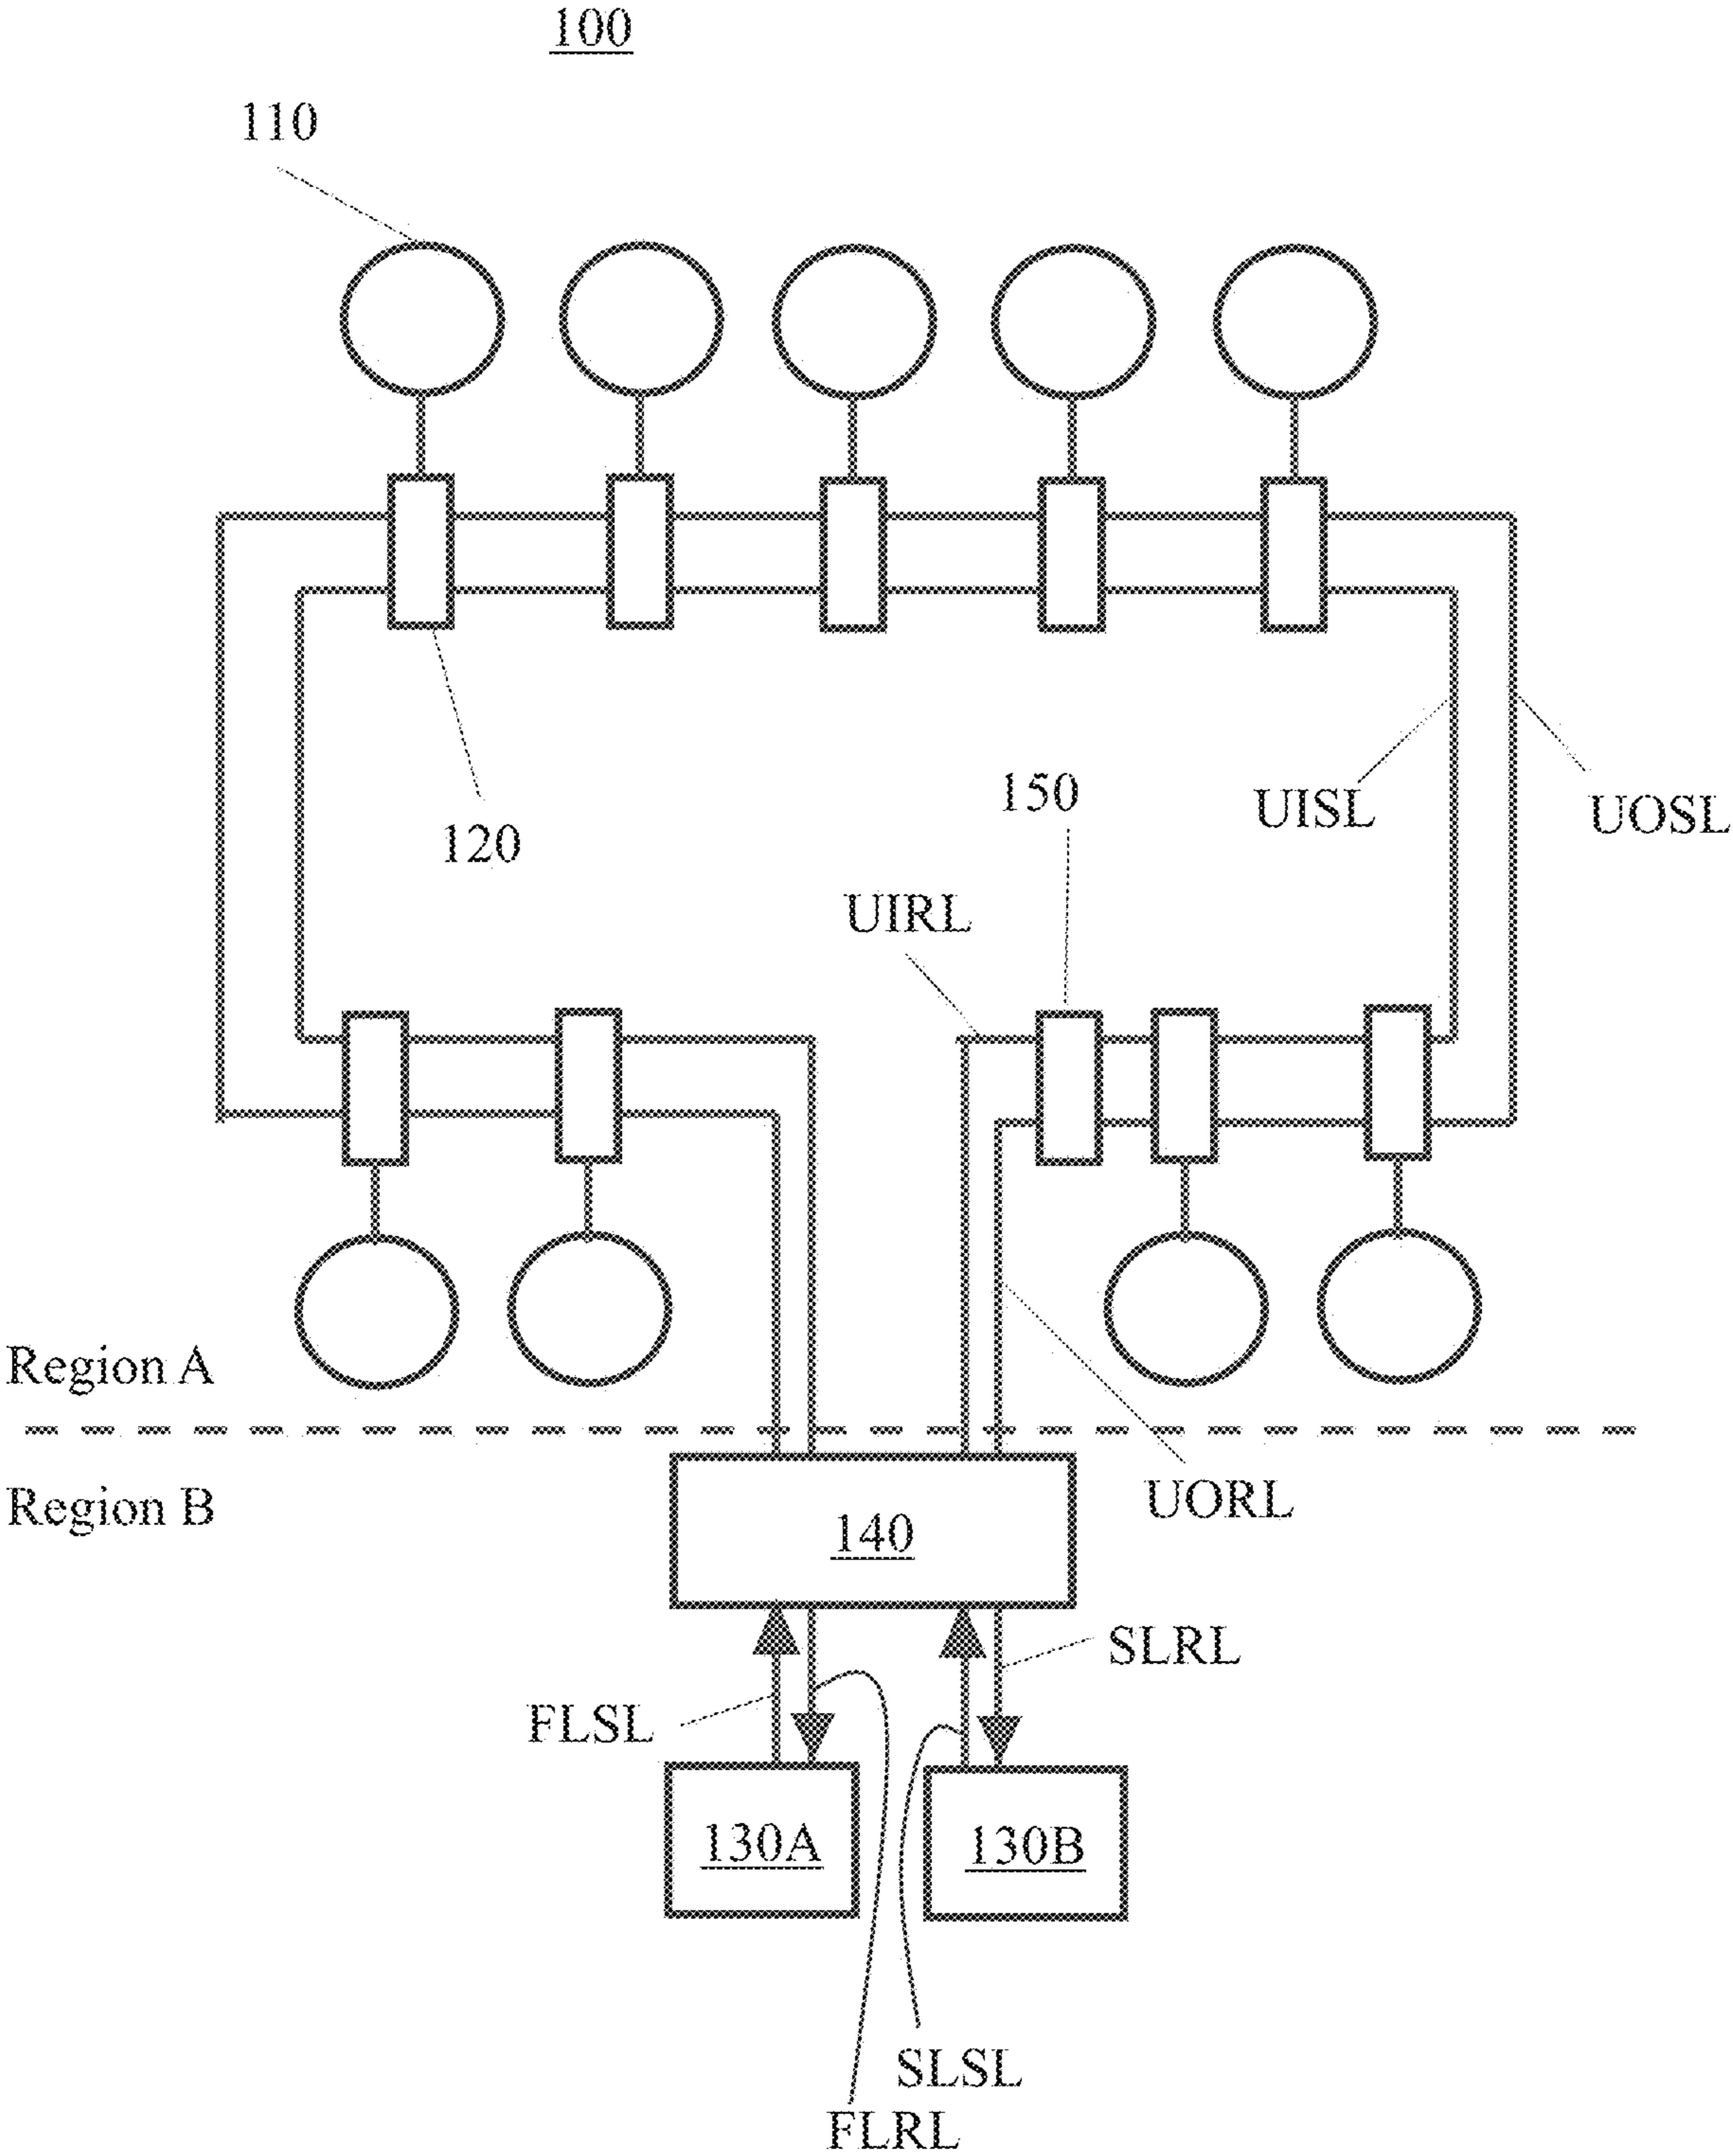 100
110
150
UISL
UOSL
120
UIRL
Region A
Region B
UORL
140
SLRL
FLSL
130A
130B
SLSL
FLRL